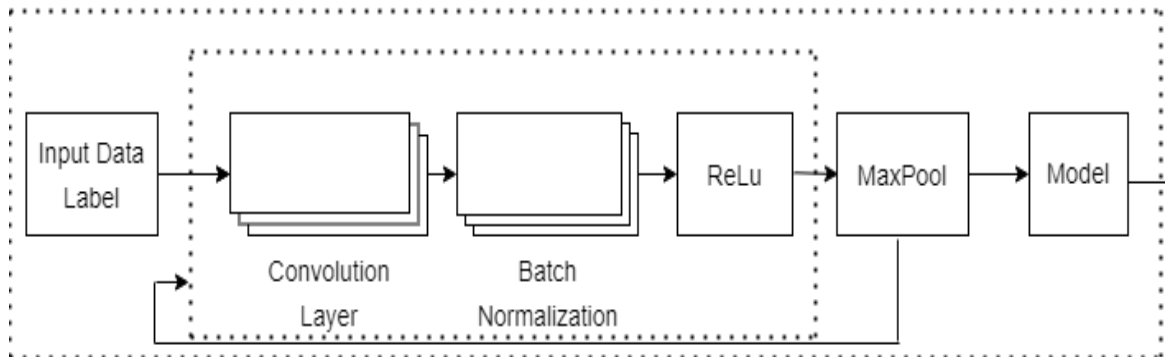 Input Data
Label
ReLu
MaxPool
Model
Convolution
Layer
Batch
Normalization